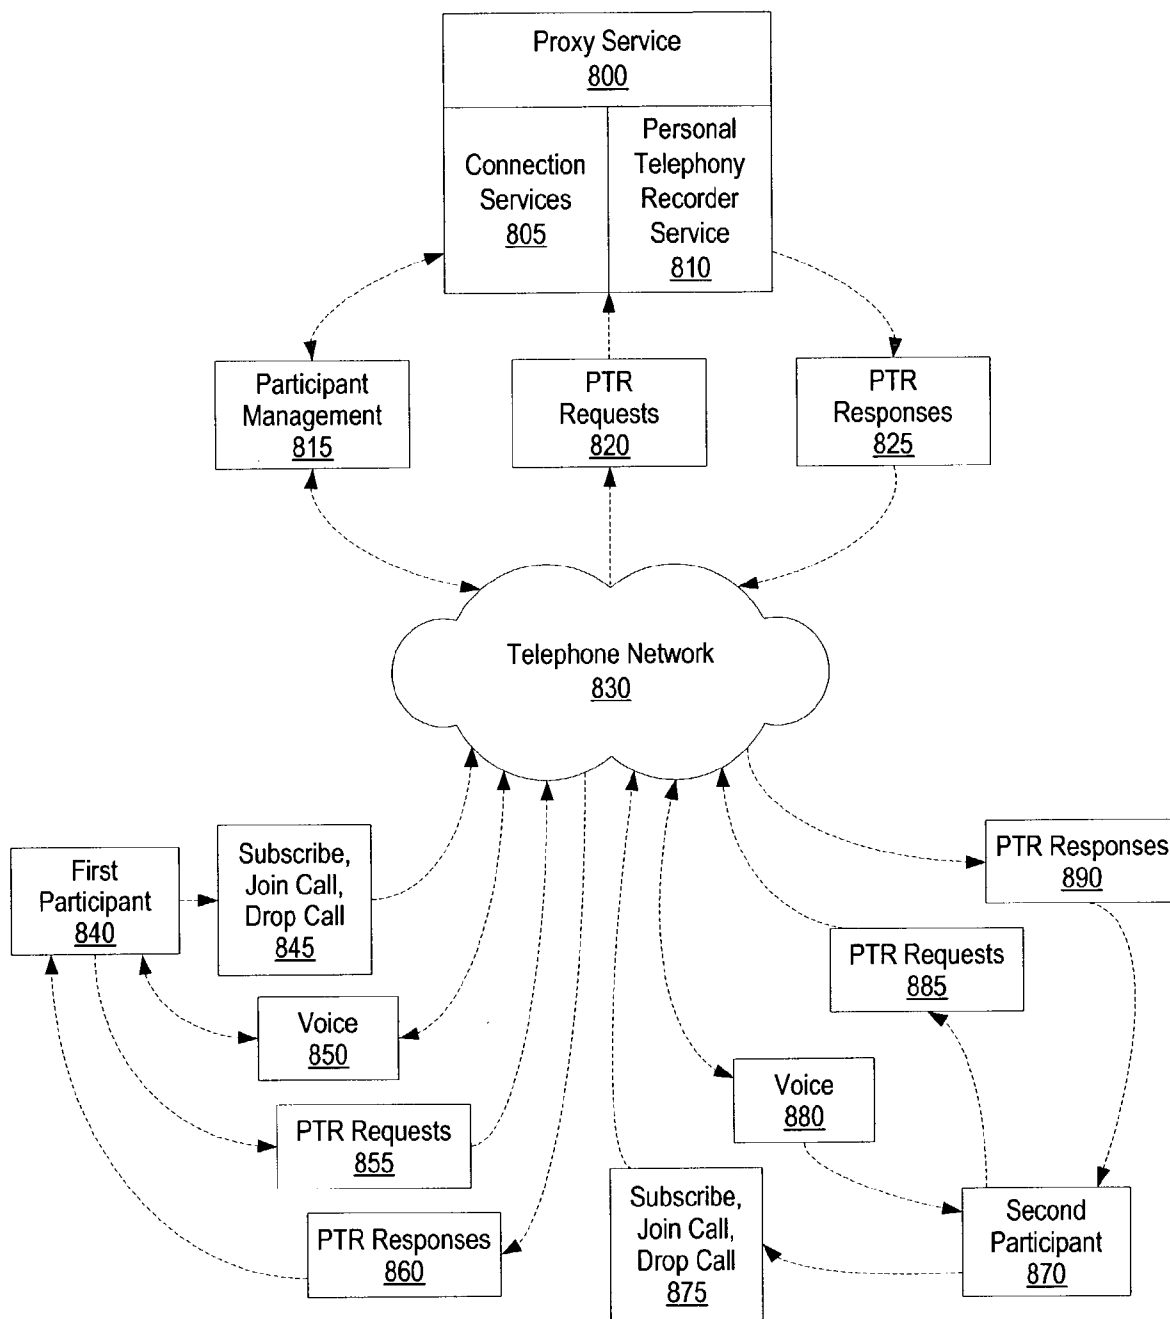 Proxy Service
800
Connection
Services
805
Personal
Telephony
Recorder
Service
810
Participant
Management
815
PTR
Requests
820
PTR
Responses
825
Telephone Network
830
First
Participant
840
Subscribe,
Join Call,
Drop Call
845
Voice
850
PTR Requests
855
PTR Responses
860
PTR Responses
890
PTR Requests
885
Voice
880
Subscribe,
Join Call,
Drop Call
875
Second
Participant
870